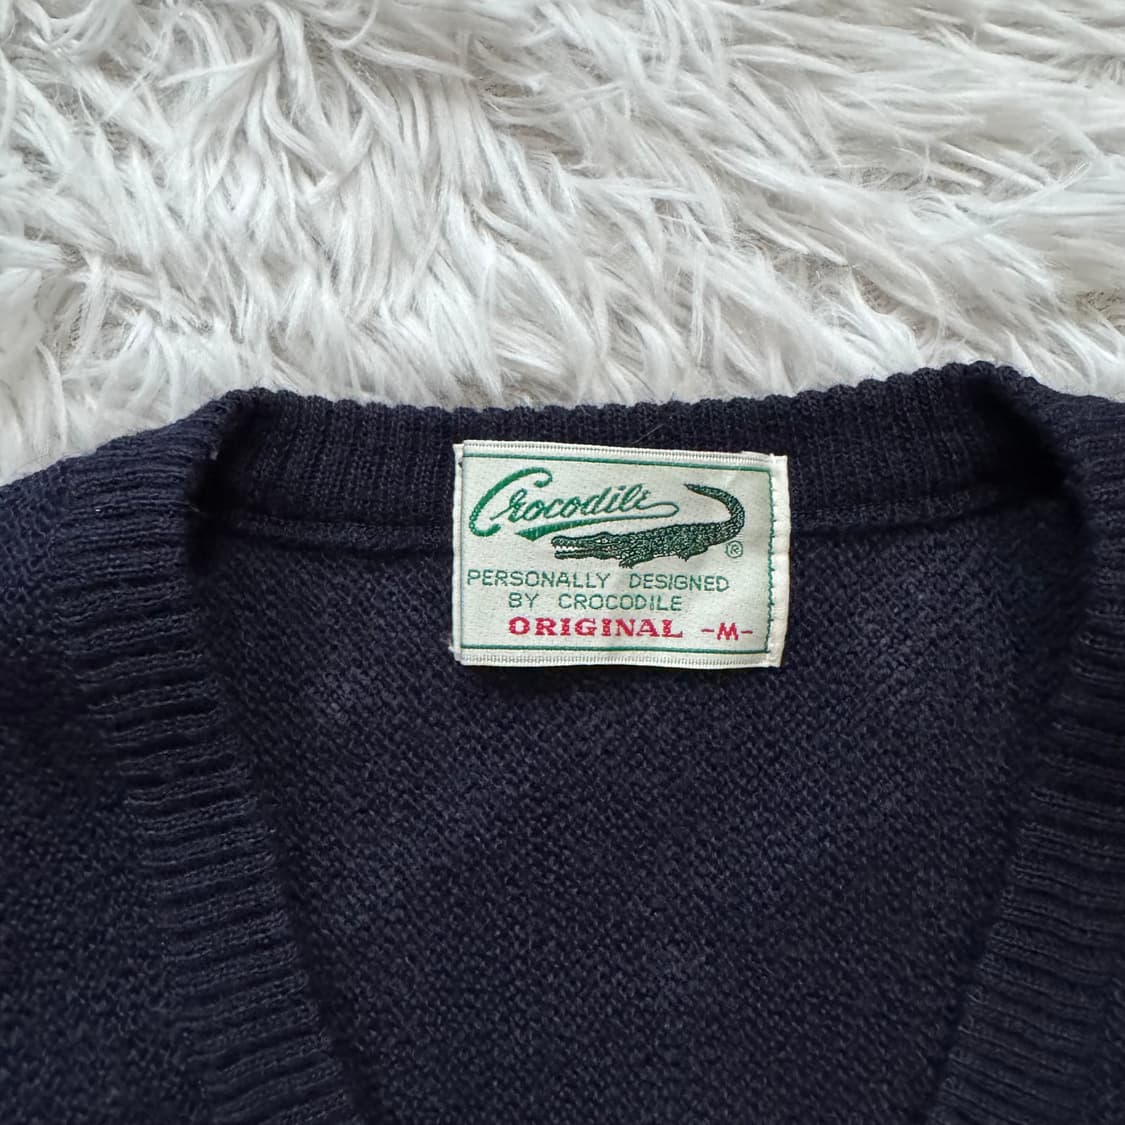 Crocodile
®
PERSONALLY DESIGNED
BY CROCODILE
ORIGINAL -M-